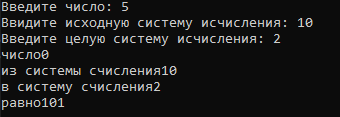 Введите число: 5
Ввидите исходную систему исчисления: 10
Введите целую систему исчисления: 2
число0
из системы счисления10
в систему счисления2
равно101